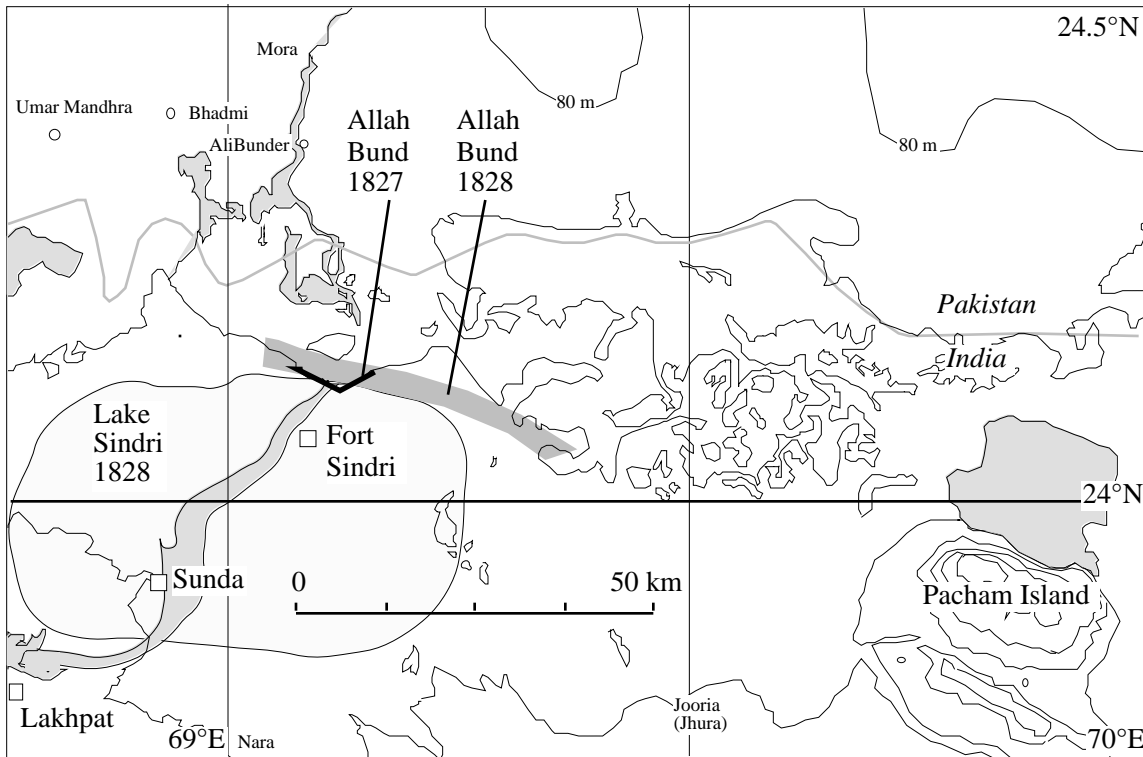 24.5°N
Mora
80 m
Umar Mandhra
Bhadmi
Allah
Bund
1827
Allah
Bund
1828
AliBunder
80 m
Pakistan
India
Lake
Sindri
1828
Fort
Sindri
24°N
Sunda
0
50 km
Pacham Island
Lakhpat
Jooria
(Jhura)
69°E
Nara
70°E